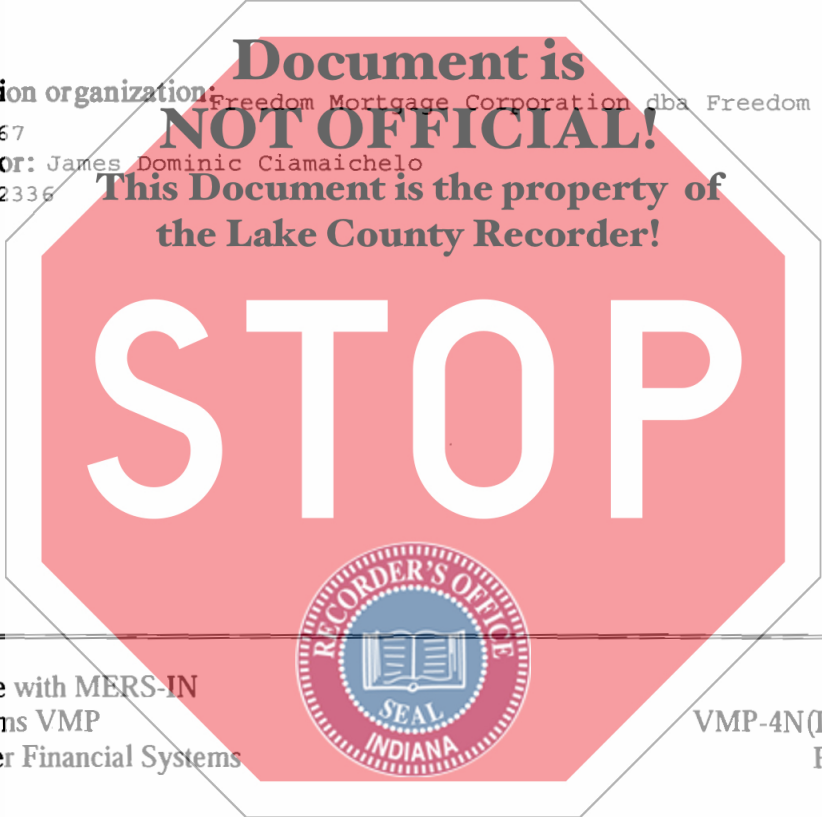 Document is
ion organization: Freedom Mortgage Corporation dba Freedom
NOT OFFICIAL!
67
or: James Dominic Ciamaichelo
2336
This Document is the property of
the Lake County Recorder!
STOP
RECORDER'S OFFICE
SEAL
INDIANA
e with MERS-IN
ns VMP
VMP-4N(I
er Financial Systems